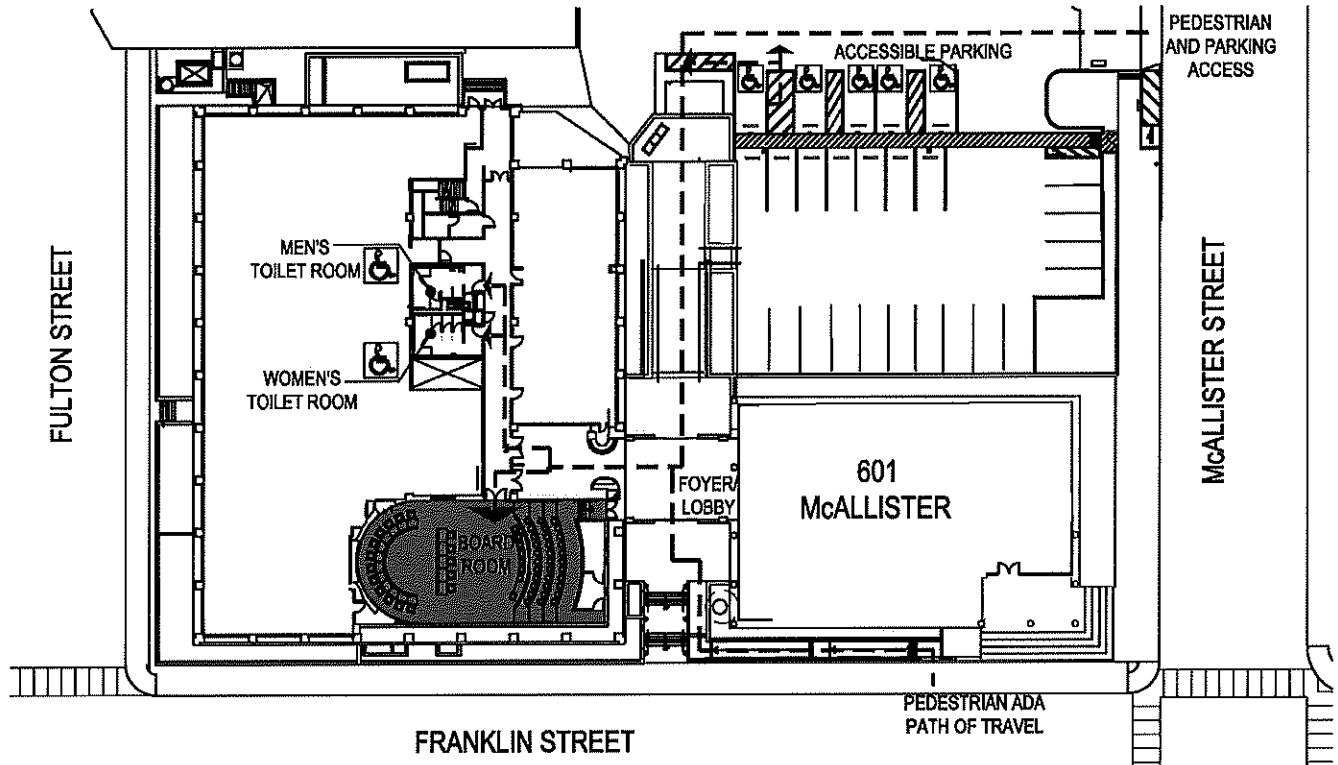 PEDESTRIAN
AND PARKING
ACCESS
ACCESSIBLE PARKING
MEN'S
TOILET ROOM
WOMEN'S
TOILET ROOM
FULTON STREET
McALLISTER STREET
FOYER/
LOBBY
601
McALLISTER
BOARD
ROOM
PEDESTRIAN ADA
PATH OF TRAVEL
FRANKLIN STREET